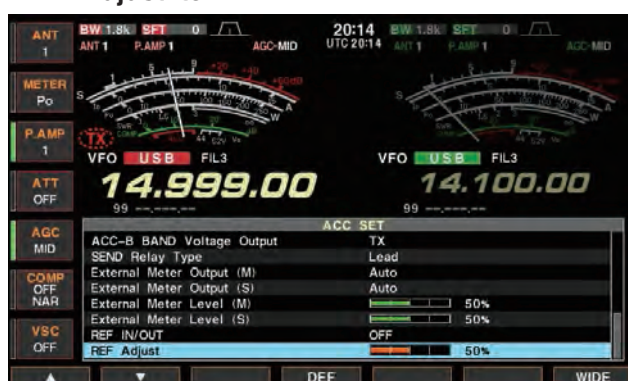 ANT
1
METER
Po
P.AMP
1
ATT
OFF
AGC
MID
COMP
OFF
NAR
VSC
OFF
BW 1.8k SFT 0
ANT 1 P.AMP 1 AGC-MID
20:14
UTC 20:14
BW 1.8k SFT 0
ANT 1 P.AMP 1 AGC-MID
TX
VFO USB FIL3
14.999.00
99 --.---.--
VFO USB FIL3
14.100.00
99 --.---.--
ACC SET
ACC-B BAND Voltage Output TX
SEND Relay Type Lead
External Meter Output (M) Auto
External Meter Output (S) Auto
External Meter Level (M) 50%
External Meter Level (S) 50%
REF IN/OUT OFF
REF Adjust 50%
DEF WIDE